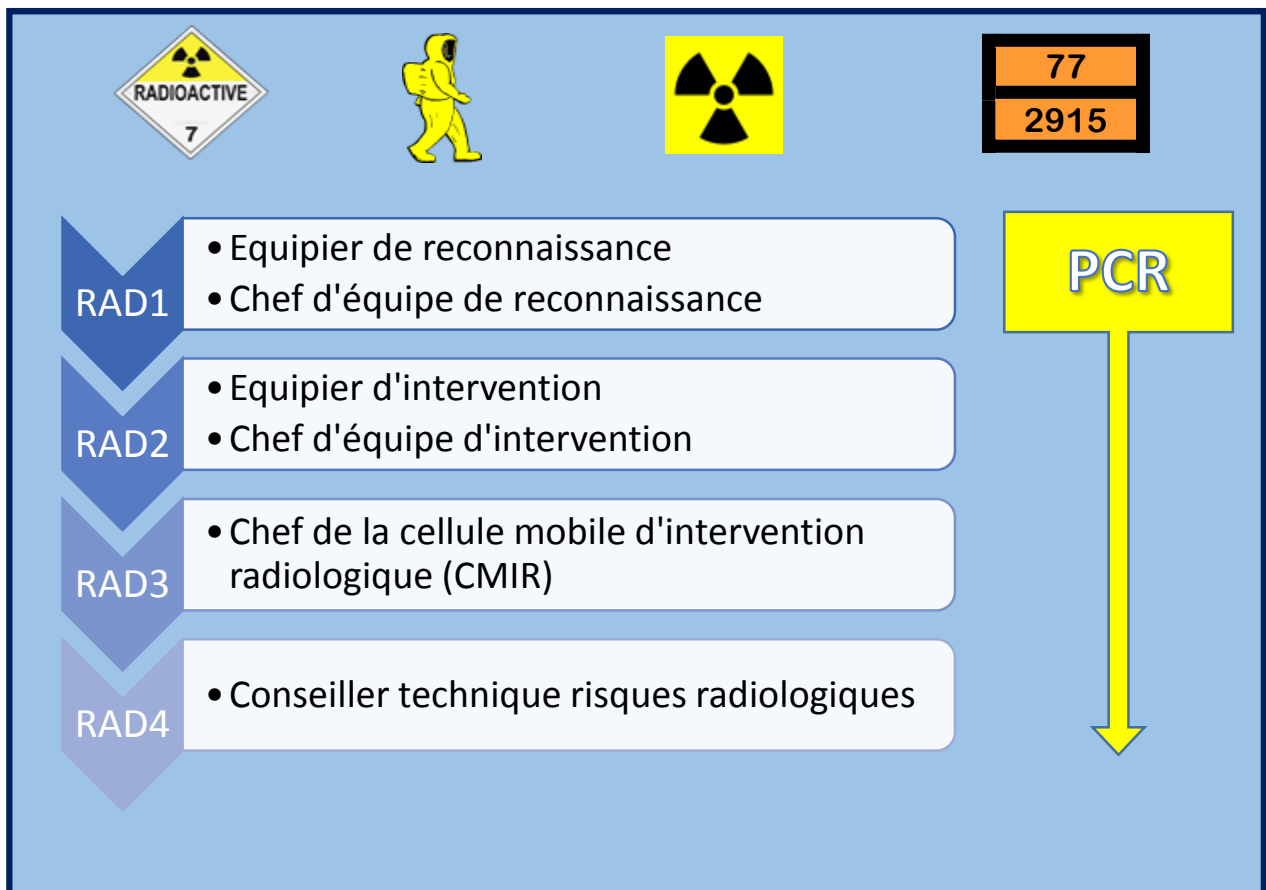 RADIOACTIVE
7
77
2915
RAD1
• Equipier de reconnaissance
• Chef d'équipe de reconnaissance
PCR
RAD2
• Equipier d'intervention
• Chef d'équipe d'intervention
RAD3
• Chef de la cellule mobile d'intervention
radiologique (CMIR)
RAD4
• Conseiller technique risques radiologiques